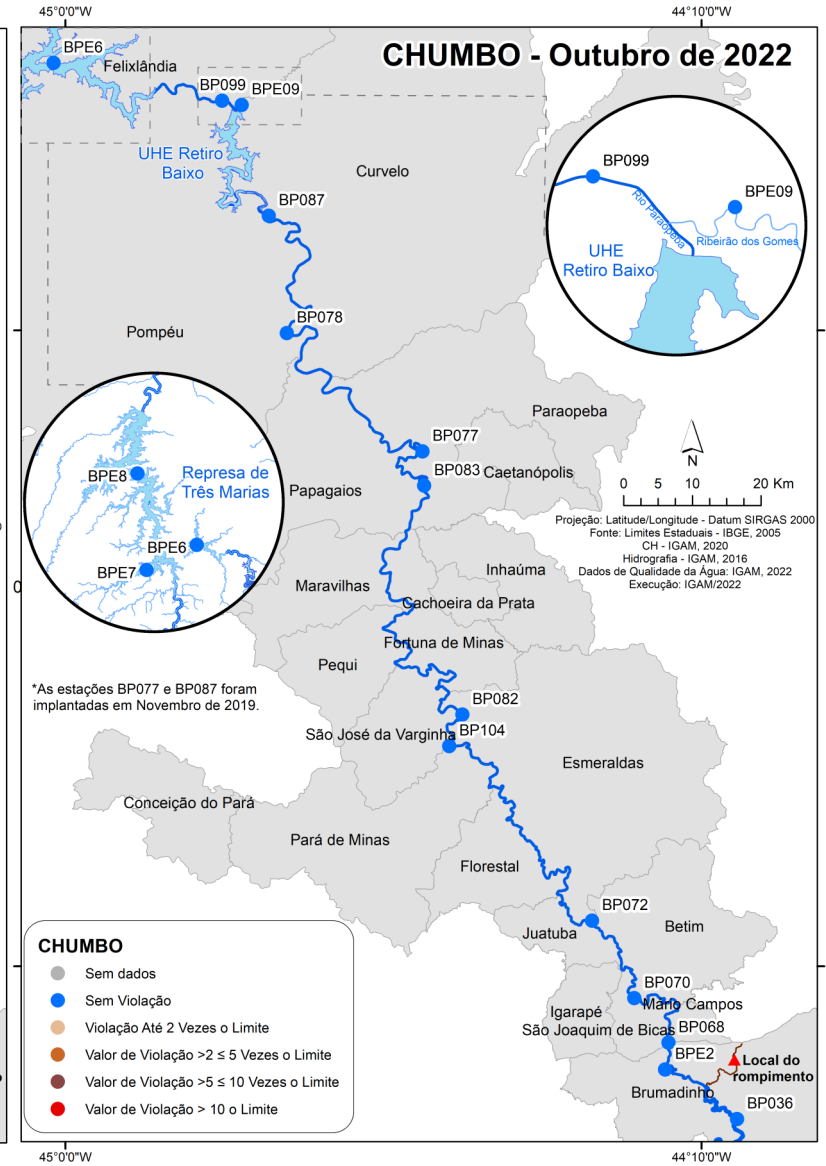 45°0'0"W
44°10'0"W
CHUMBO - Outubro de 2022
BPE6
Felixlândia
BP099
BPE09
UHE Retiro
Baixo
Curvelo
BP087
BP099
BPE09
Rio Paraopeba
Ribeirão dos Gomes
UHE
Retiro Baixo
BP078
Pompéu
Paraopeba
BP077
BP083
Caetanópolis
Papagaios
N
0 5 10 20 Km
BPE8
Represa de
Três Marias
BPE6
BPE7
Projeção: Latitude/Longitude - Datum SIRGAS 2000
Fonte: Limites Estaduais - IBGE, 2005
CH - IGAM, 2020
Hidrografia - IGAM, 2016
Dados de Qualidade da Água: IGAM, 2022
Execução: IGAM/2022
Inhaúma
Maravilhas
Cachoeira da Prata
Fortuna de Minas
Pequi
*As estações BP077 e BP087 foram
implantadas em Novembro de 2019.
BP082
BP104
São José da Varginha
Esmeraldas
Conceição do Pará
Pará de Minas
Florestal
BP072
Juatuba
Betim
BP070
Mário Campos
Igarapé
São Joaquim de Bicas
BP068
BPE2
Local do
rompimento
Brumadinho
BP036
CHUMBO
Sem dados
Sem Violação
Violação Até 2 Vezes o Limite
Valor de Violação >2 ≤ 5 Vezes o Limite
Valor de Violação >5 ≤ 10 Vezes o Limite
Valor de Violação > 10 o Limite
45°0'0"W
44°10'0"W